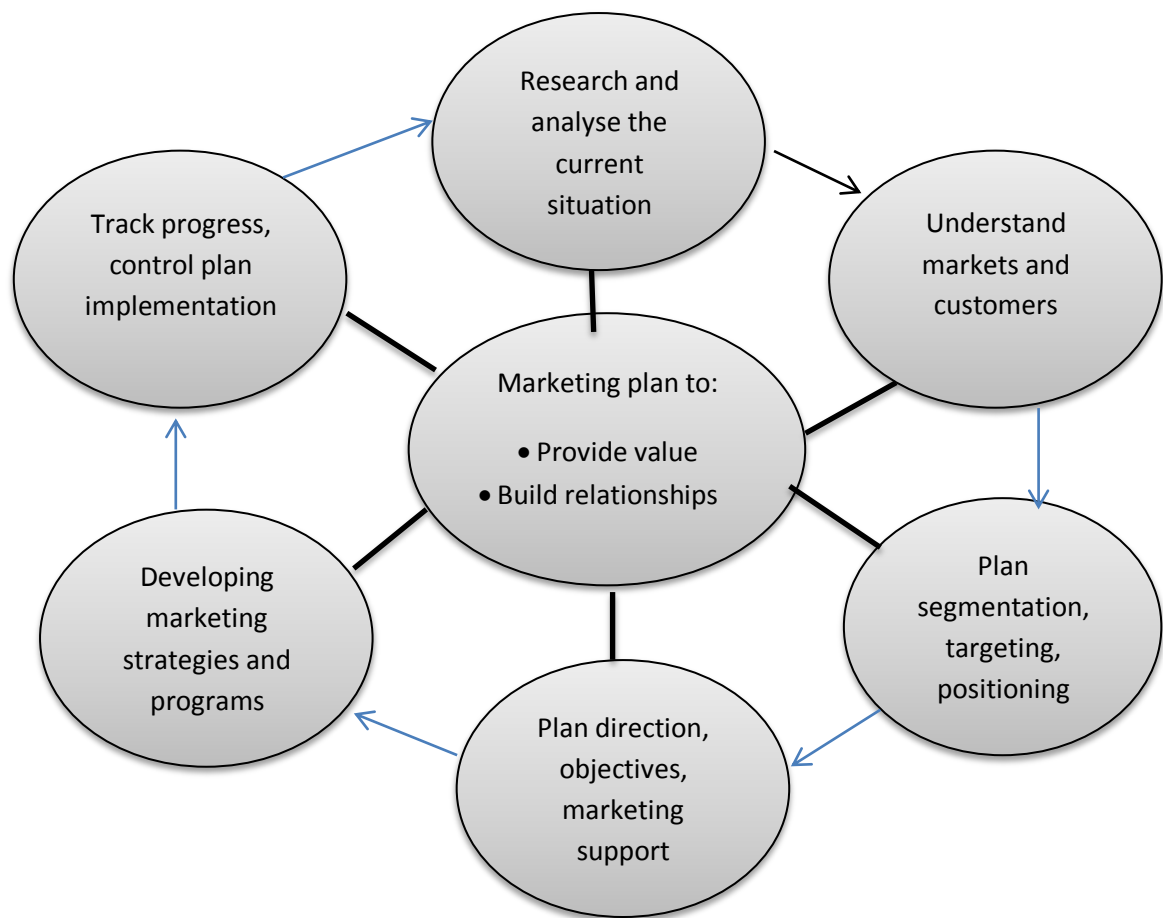 Research and
analyse the
current
situation
Understand
markets and
customers
Plan
segmentation,
targeting,
positioning
Plan direction,
objectives,
marketing
support
Developing
marketing
strategies and
programs
Track progress,
control plan
implementation
Marketing plan to:
• Provide value
• Build relationships